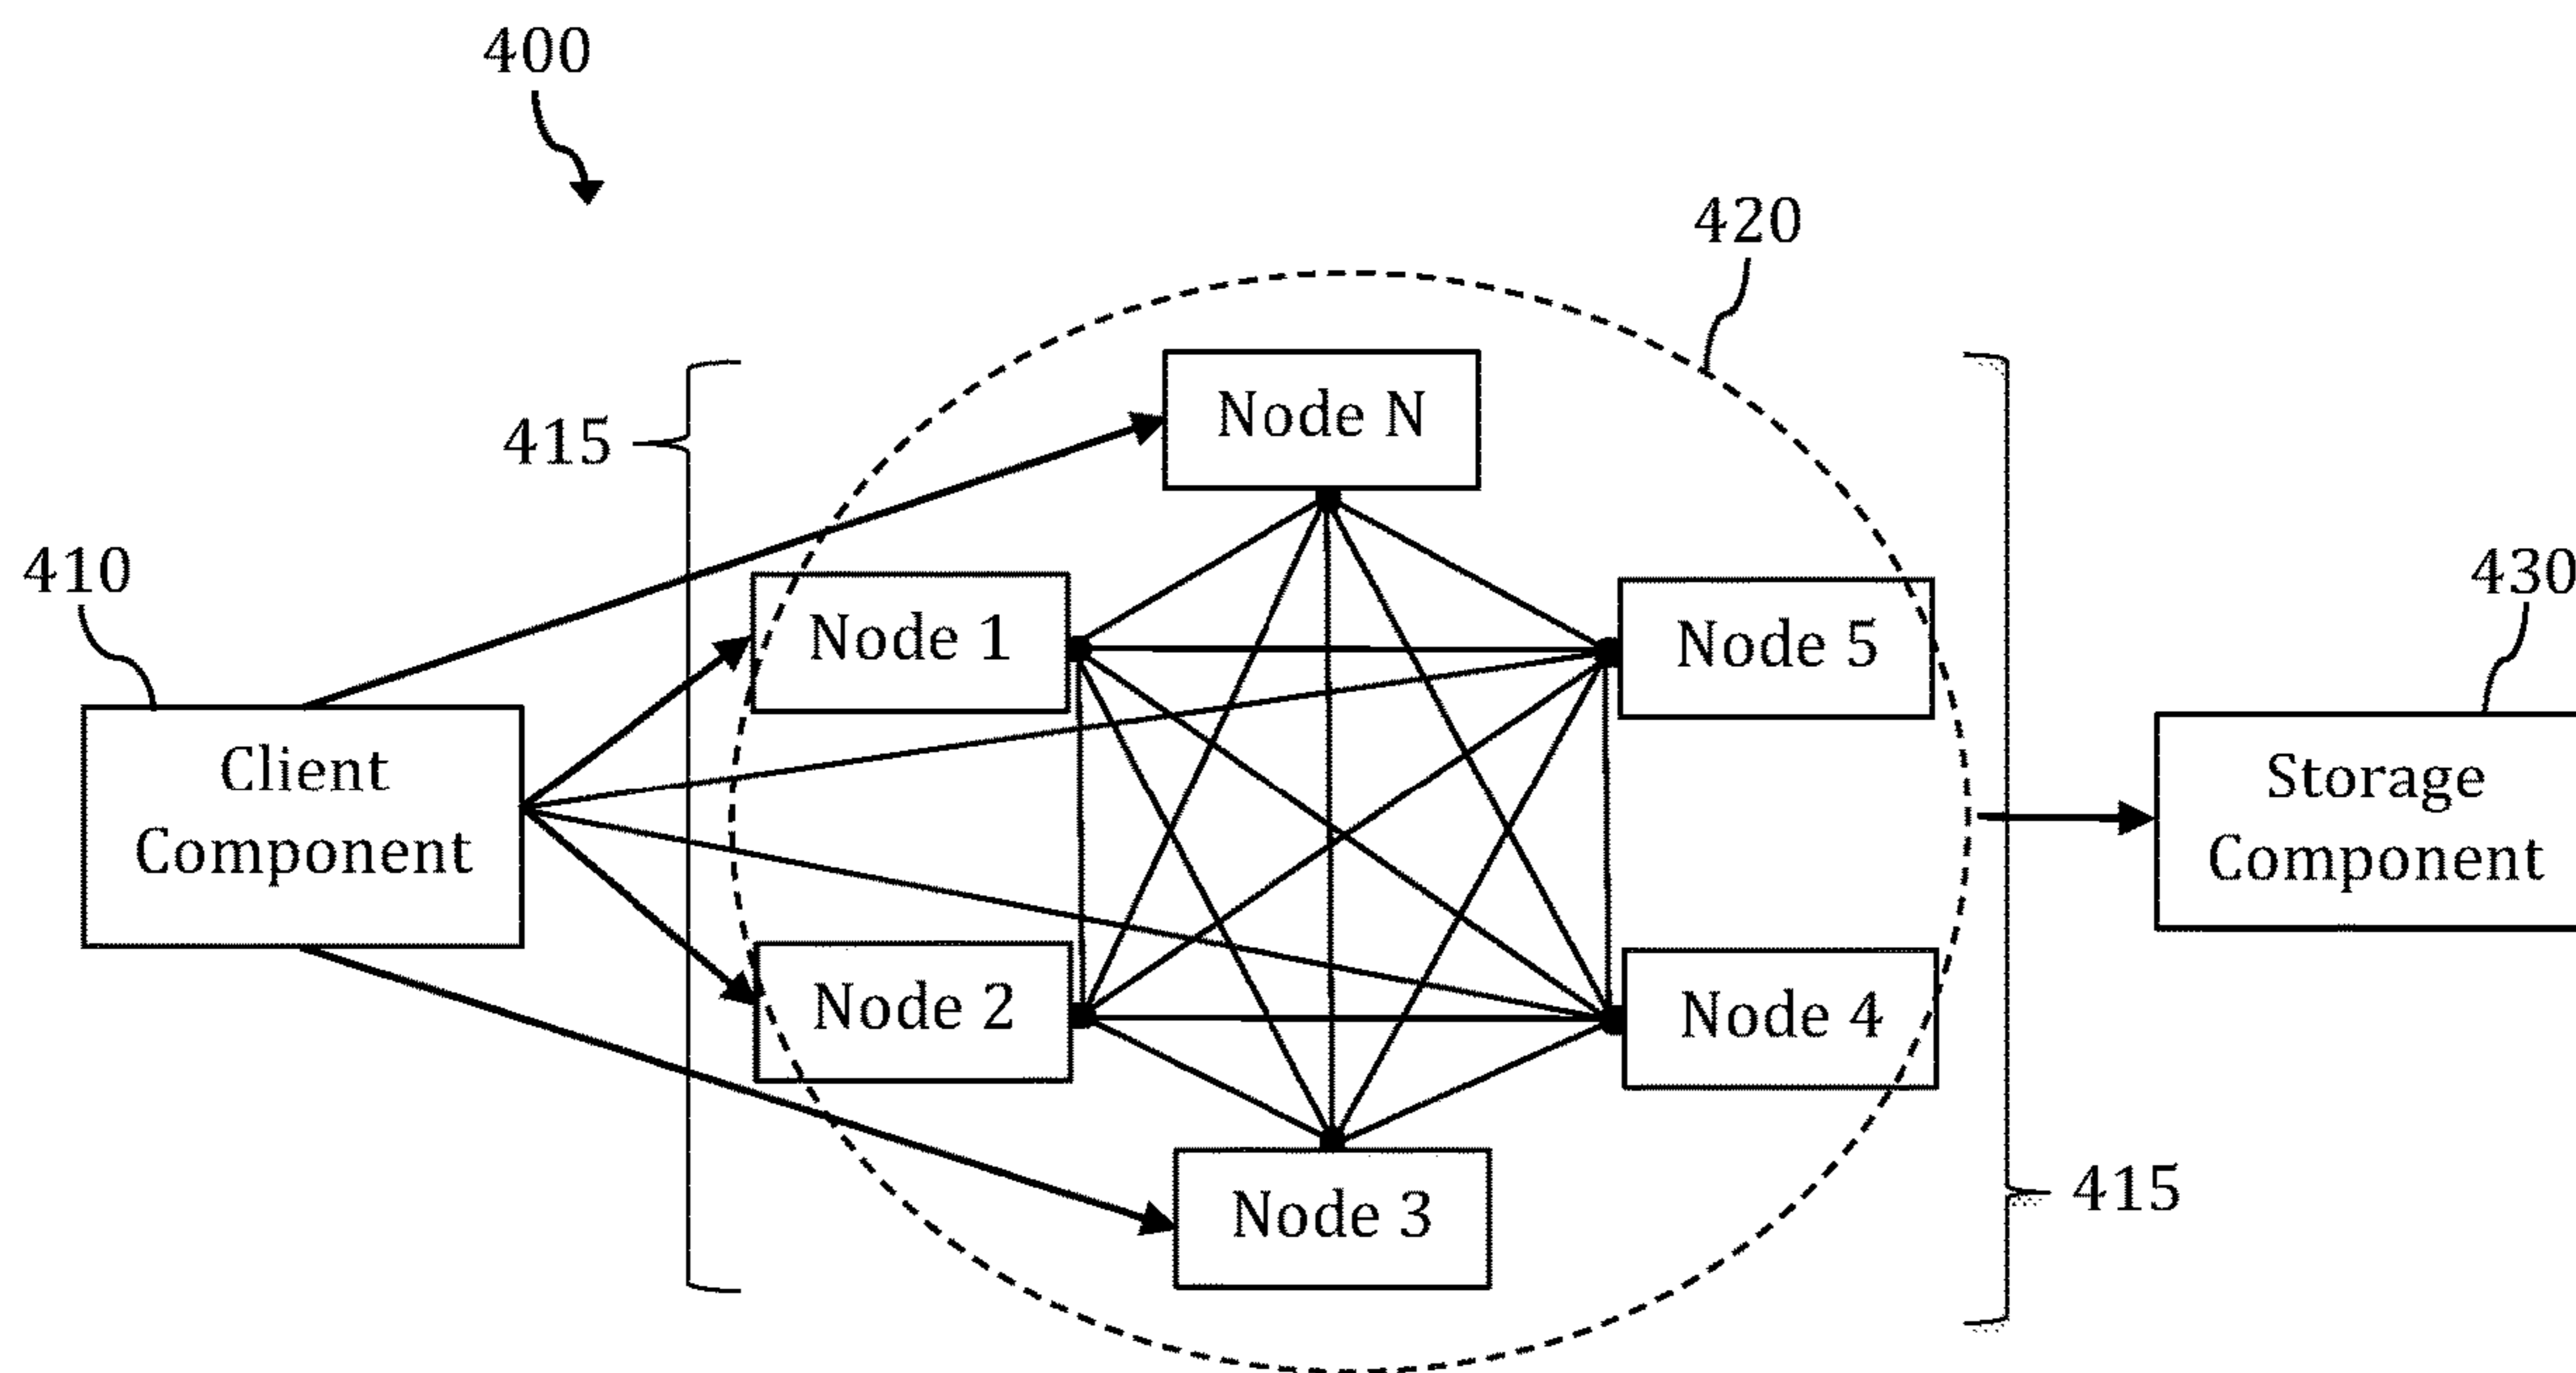 400
420
415
Node N
410
Node 1
Node 5
430
Client
Component
Storage
Component
Node 2
Node 4
Node 3
415